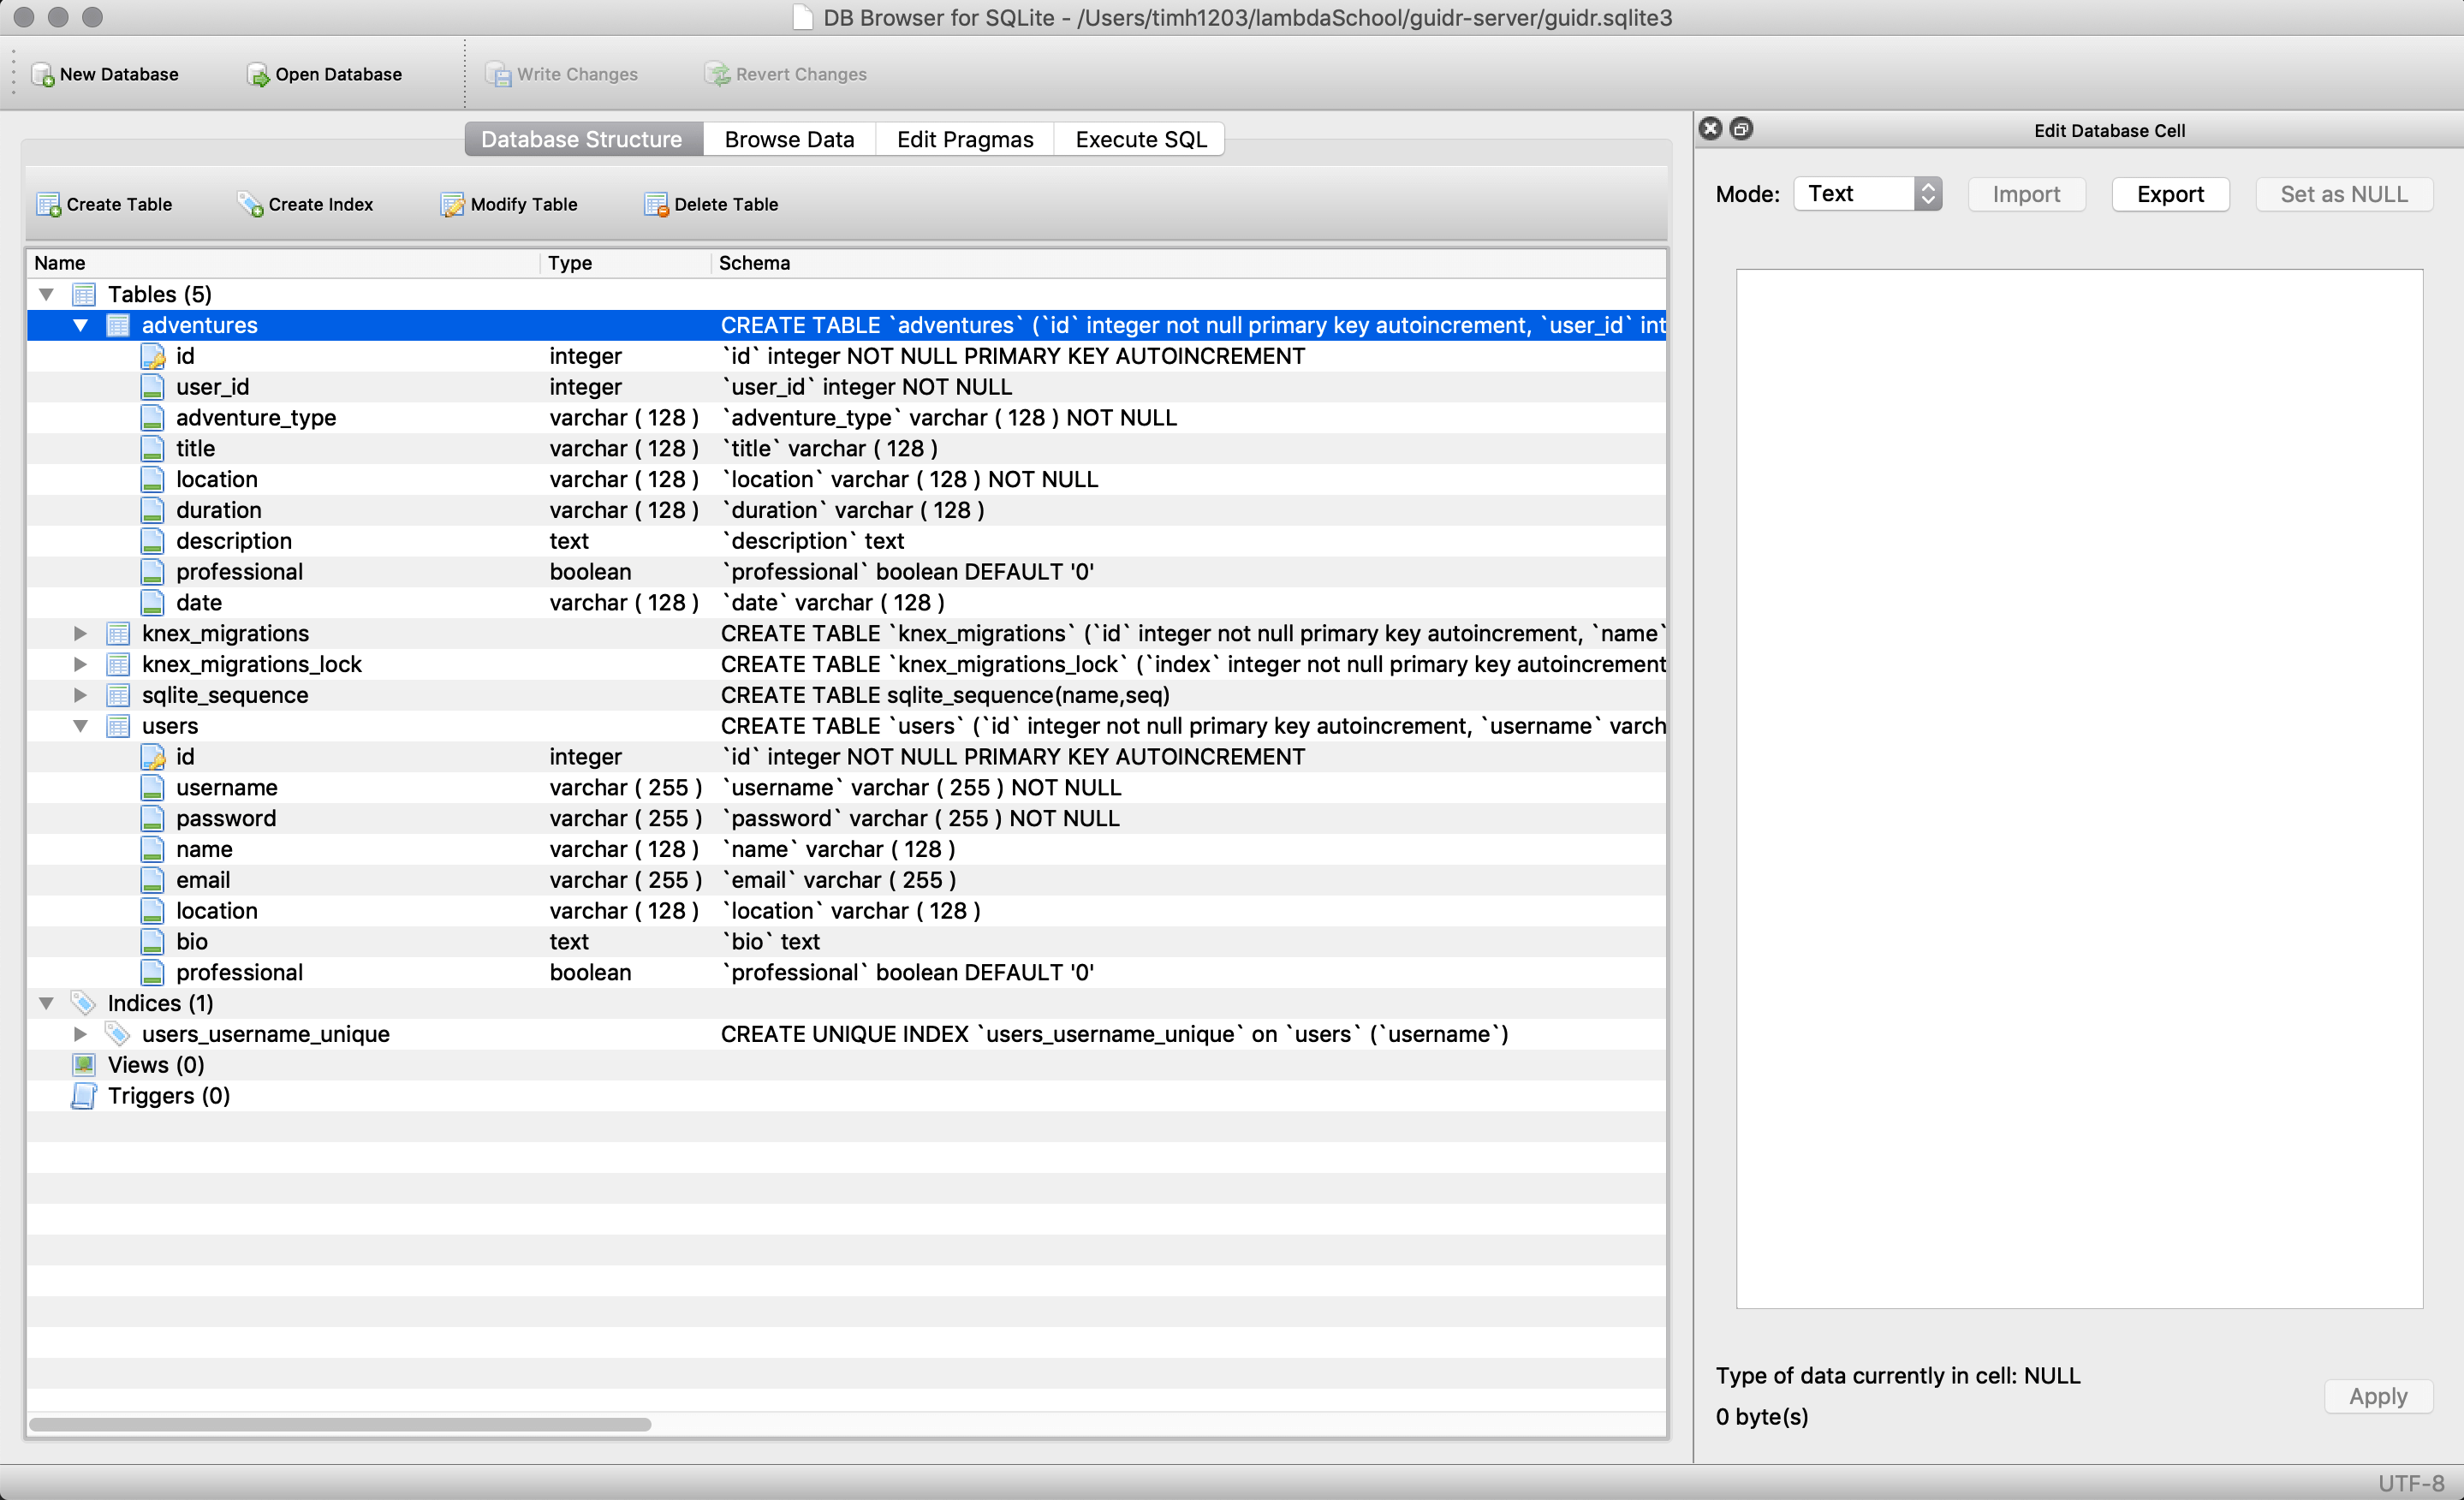 DB Browser for SQLite - /Users/timh1203/lambdaSchool/guidr-server/guidr.sqlite3
New Database Open Database Write Changes Revert Changes
Database Structure Browse Data Edit Pragmas Execute SQL
Create Table Create Index Modify Table Delete Table
Name Type Schema
Tables (5)
adventures CREATE TABLE `adventures` (`id` integer not null primary key autoincrement, `user_id` int
id integer `id` integer NOT NULL PRIMARY KEY AUTOINCREMENT
user_id integer `user_id` integer NOT NULL
adventure_type varchar ( 128 ) `adventure_type` varchar ( 128 ) NOT NULL
title varchar ( 128 ) `title` varchar ( 128 )
location varchar ( 128 ) `location` varchar ( 128 ) NOT NULL
duration varchar ( 128 ) `duration` varchar ( 128 )
description text `description` text
professional boolean `professional` boolean DEFAULT '0'
date varchar ( 128 ) `date` varchar ( 128 )
knex_migrations CREATE TABLE `knex_migrations` (`id` integer not null primary key autoincrement, `name`
knex_migrations_lock CREATE TABLE `knex_migrations_lock` (`index` integer not null primary key autoincrement
sqlite_sequence CREATE TABLE sqlite_sequence(name,seq)
users CREATE TABLE `users` (`id` integer not null primary key autoincrement, `username` varch
id integer `id` integer NOT NULL PRIMARY KEY AUTOINCREMENT
username varchar ( 255 ) `username` varchar ( 255 ) NOT NULL
password varchar ( 255 ) `password` varchar ( 255 ) NOT NULL
name varchar ( 128 ) `name` varchar ( 128 )
email varchar ( 255 ) `email` varchar ( 255 )
location varchar ( 128 ) `location` varchar ( 128 )
bio text `bio` text
professional boolean `professional` boolean DEFAULT '0'
Indices (1)
users_username_unique CREATE UNIQUE INDEX `users_username_unique` on `users` (`username`)
Views (0)
Triggers (0)
Edit Database Cell
Mode: Text Import Export Set as NULL
Type of data currently in cell: NULL
0 byte(s)
Apply
UTF-8